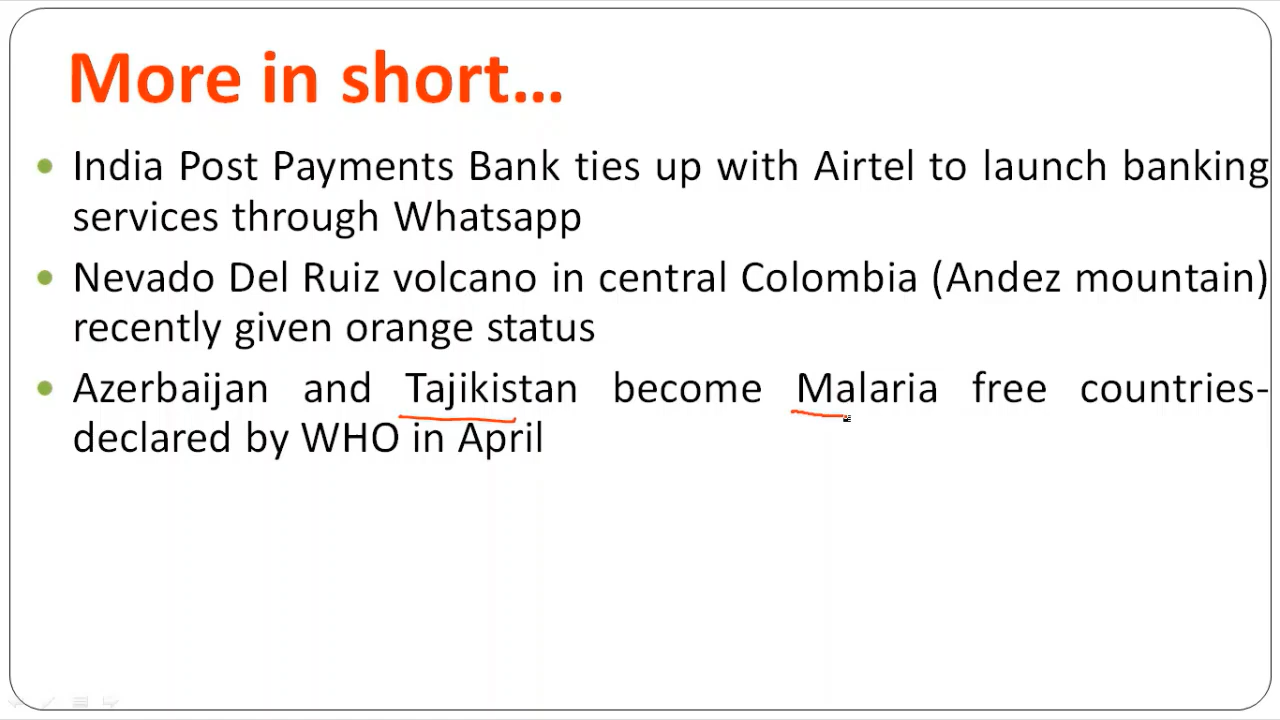 More in short...
• India Post Payments Bank ties up with Airtel to launch banking
services through Whatsapp
• Nevado Del Ruiz volcano in central Colombia (Andez mountain)
recently given orange status
• Azerbaijan and Tajikistan become Malaria free countries-
declared by WHO in April